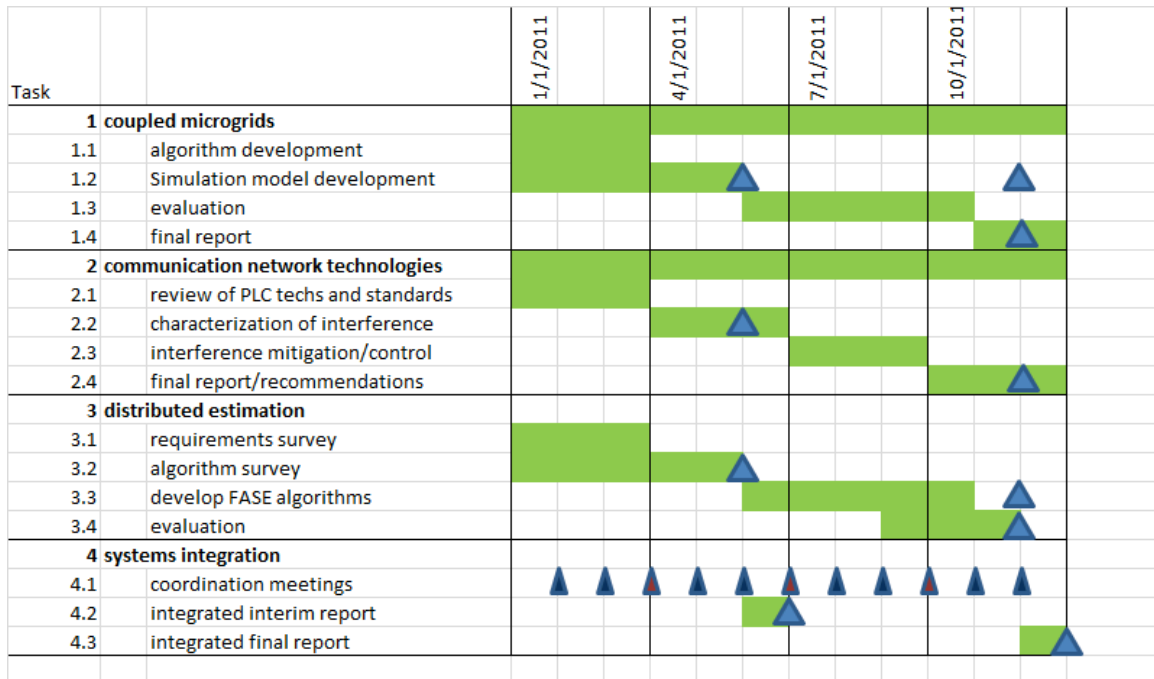 1/1/2011 4/1/2011 7/1/2011 10/1/2011
Task
1 coupled microgrids
1.1 algorithm development
1.2 Simulation model development
1.3 evaluation
1.4 final report
2 communication network technologies
2.1 review of PLC techs and standards
2.2 characterization of interference
2.3 interference mitigation/control
2.4 final report/recommendations
3 distributed estimation
3.1 requirements survey
3.2 algorithm survey
3.3 develop FASE algorithms
3.4 evaluation
4 systems integration
4.1 coordination meetings
4.2 integrated interim report
4.3 integrated final report